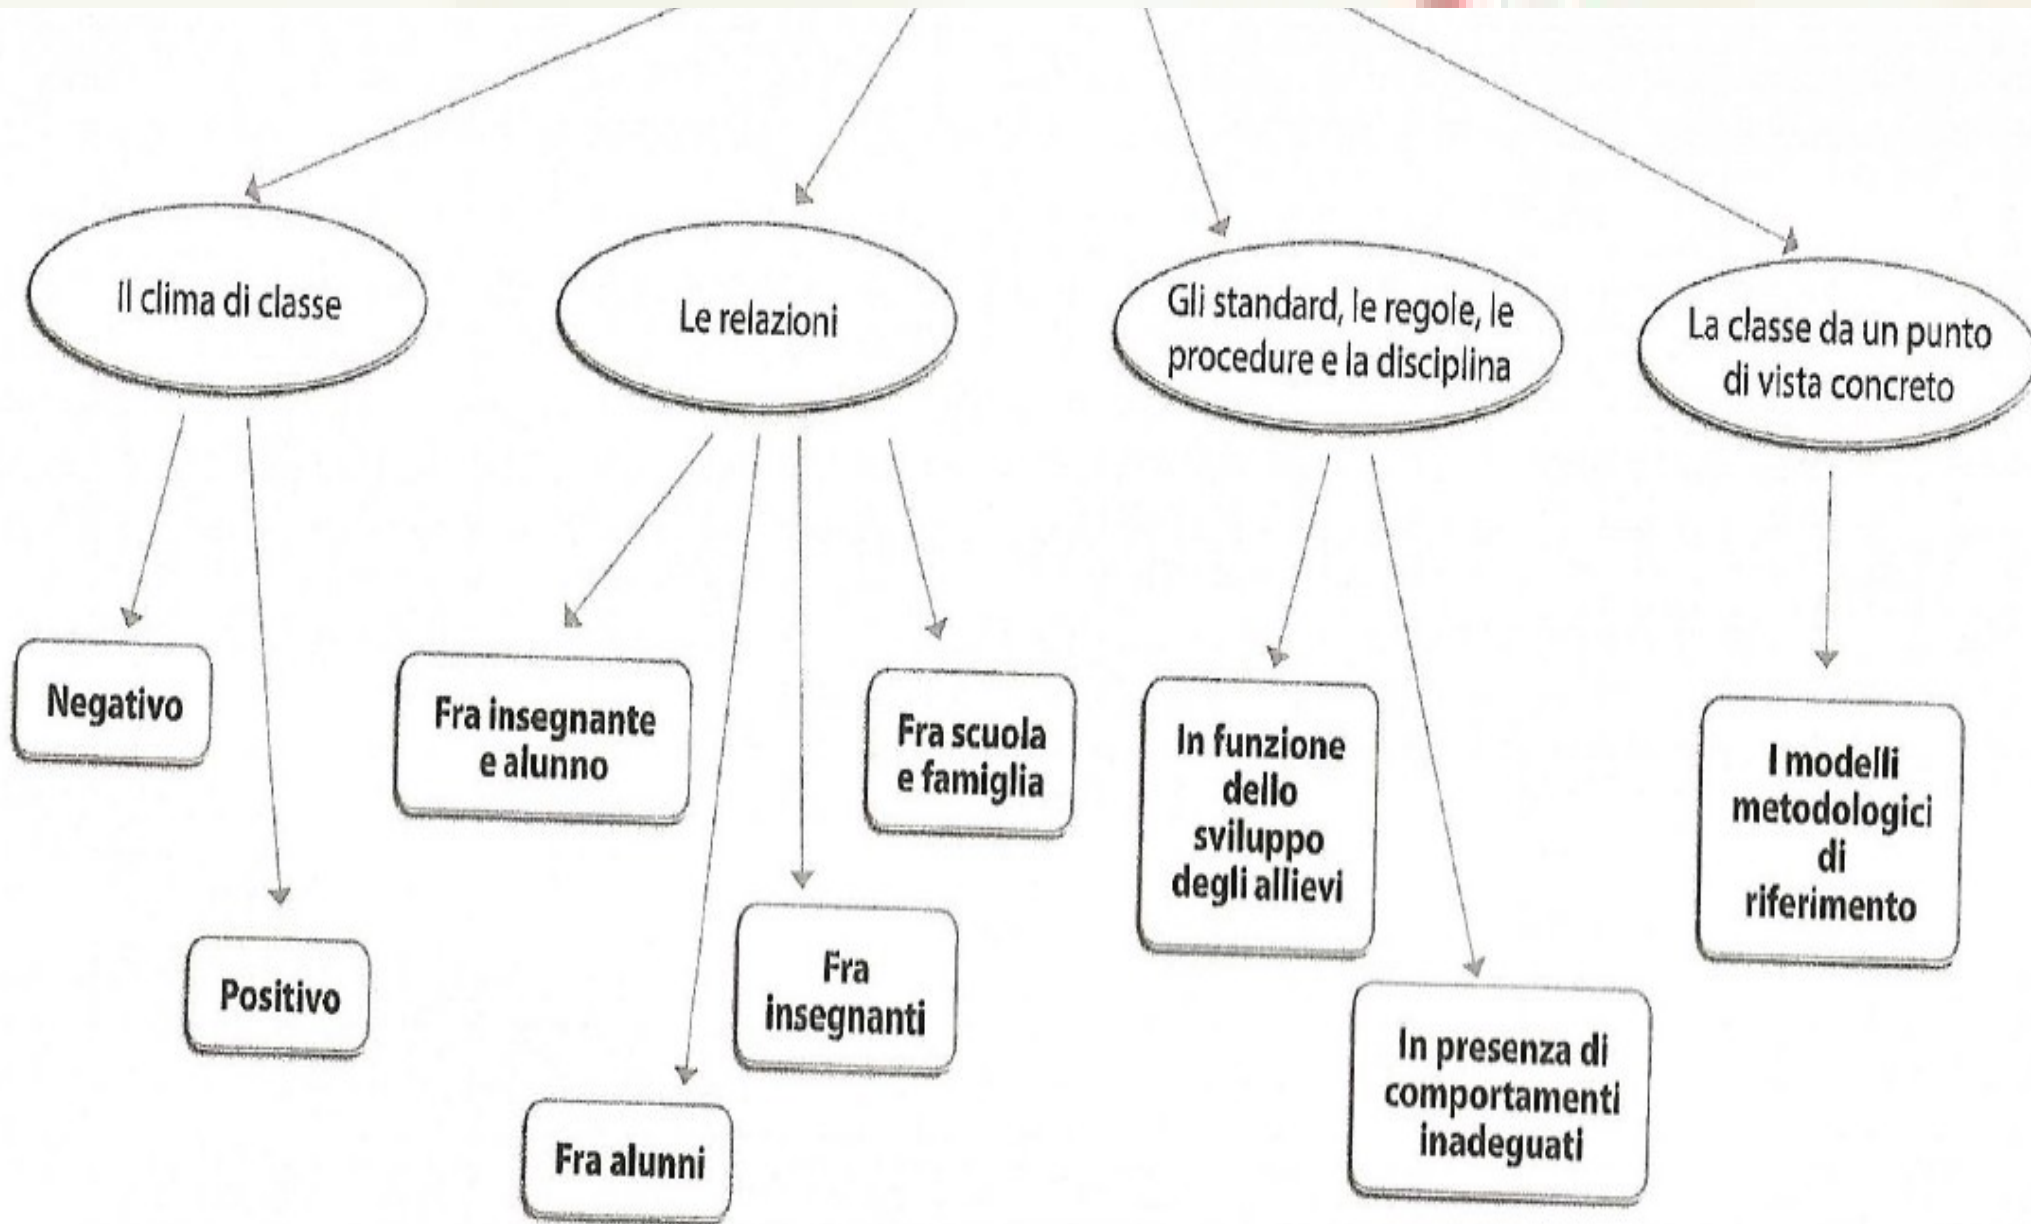 Il clima di classe
Le relazioni
Gli standard, le regole, le
procedure e la disciplina
La classe da un punto
di vista concreto
Negativo
Positivo
Fra insegnante
e alunno
Fra alunni
Fra
insegnanti
Fra scuola
e famiglia
In funzione
dello
sviluppo
degli allievi
In presenza di
comportamenti
inadeguati
I modelli
metodologici
di
riferimento